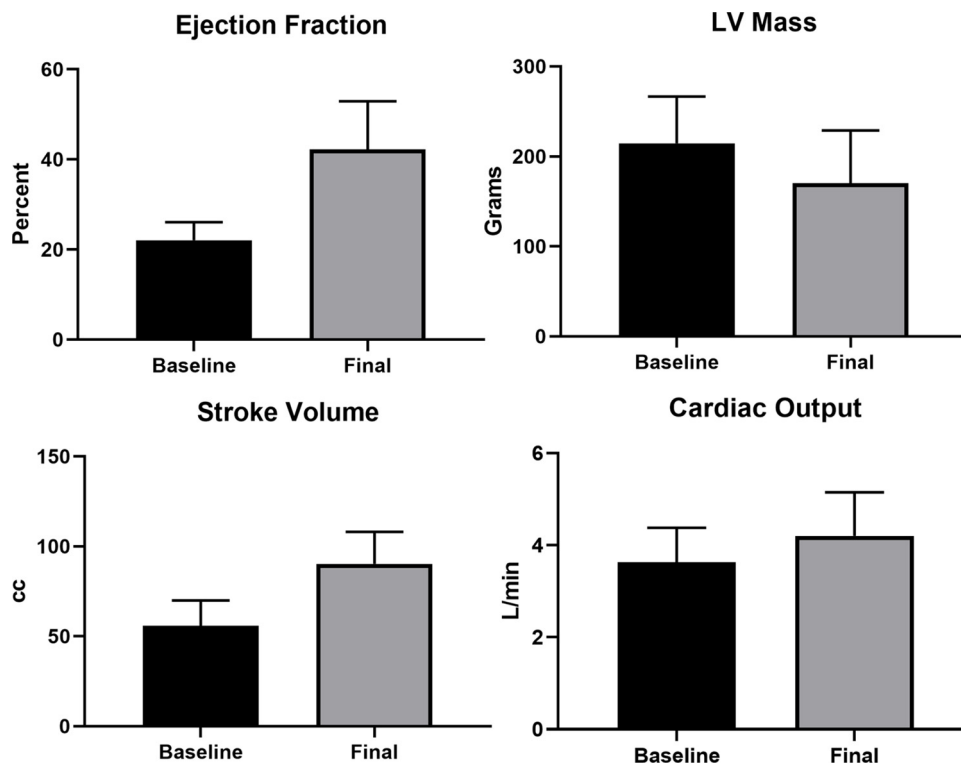 Ejection Fraction
Percent
60
40
20
0
Baseline Final
LV Mass
Grams
300
200
100
0
Baseline Final
Stroke Volume
cc
150
100
50
0
Baseline Final
Cardiac Output
L/min
6
4
2
0
Baseline Final